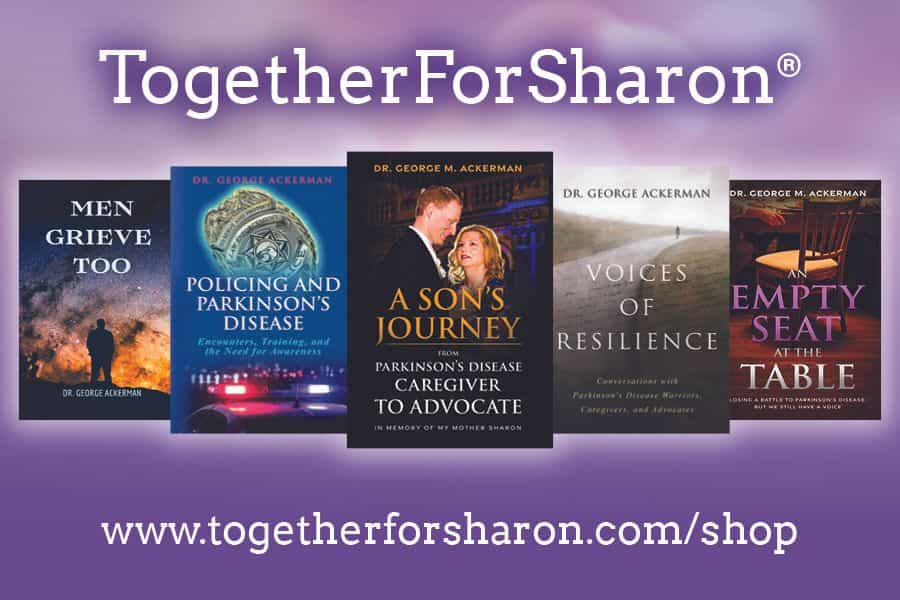 TogetherForSharon®
MEN
GRIEVE
TOO
DR. GEORGE ACKERMAN
DR. GEORGE ACKERMAN
POLICING AND
PARKINSON'S
DISEASE
Encounters, Training, and
the Need for Awareness
DR. GEORGE M. ACKERMAN
A SON'S
JOURNEY
FROM
PARKINSON'S DISEASE
CAREGIVER
TO ADVOCATE
IN MEMORY OF MY MOTHER SHARON
DR. GEORGE ACKERMAN
VOICES
OF
RESILIENCE
Conversations with
Parkinson's Disease Warriors,
Caregivers, and Advocates
DR. GEORGE M. ACKERMAN
AN
EMPTY
SEAT
AT THE
TABLE
LOSING A BATTLE TO PARKINSON'S DISEASE
BUT WE STILL HAVE A VOICE
www.togetherforsharon.com/shop